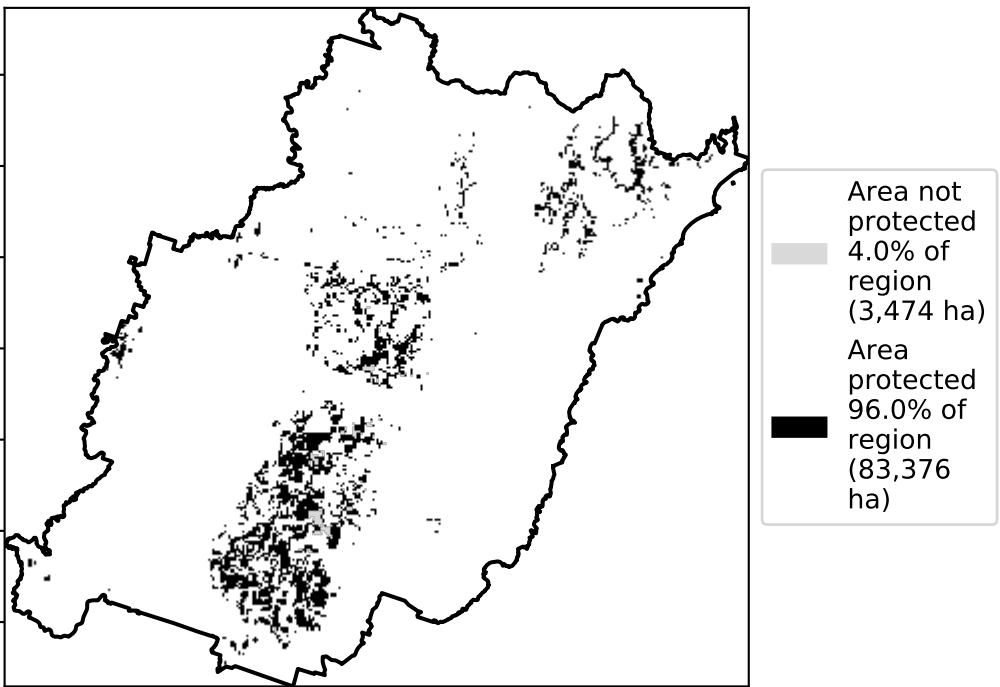 Area not
protected
4.0% of
region
(3,474 ha)
Area
protected
96.0% of
region
(83,376
ha)